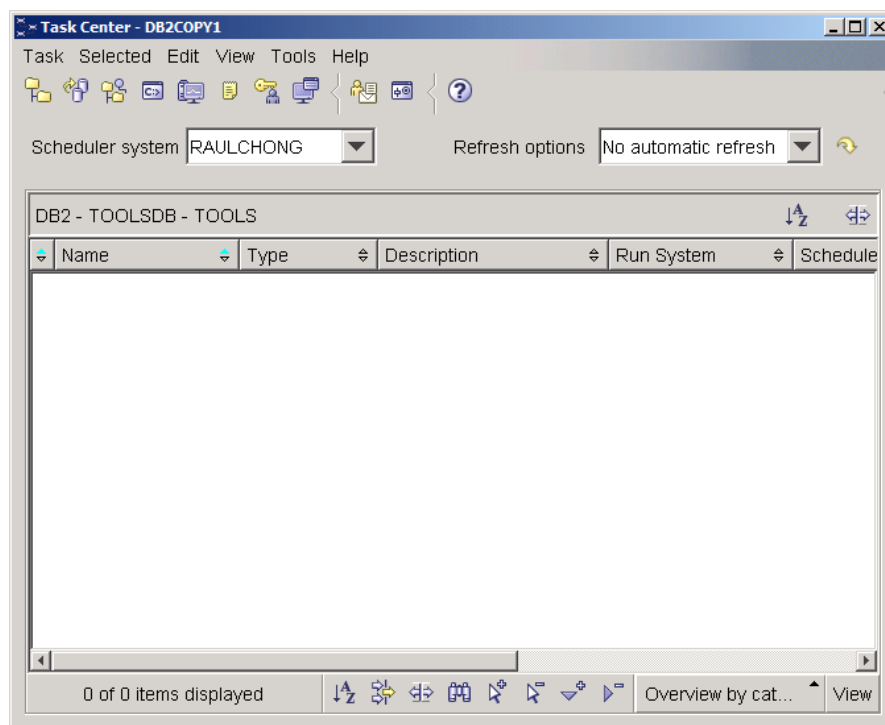 Task Center - DB2COPY1
Task Selected Edit View Tools Help
Scheduler system RAULCHONG Refresh options No automatic refresh
DB2 - TOOLSDB - TOOLS
Name Type Description Run System Schedule
0 of 0 items displayed Overview by cat... View